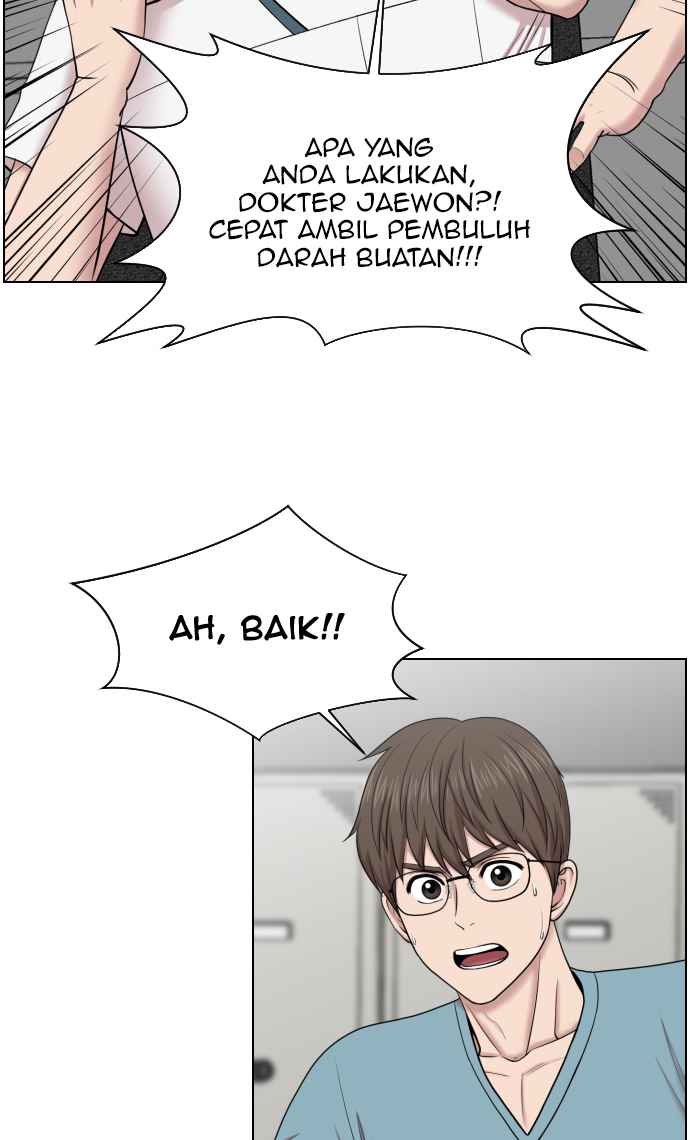 APA YANG
ANDA LAKUKAN,
DOKTER JAEWON?!
CEPAT AMBIL PEMBULUH
DARAH BUATAN!!!
AH, BAIK!!